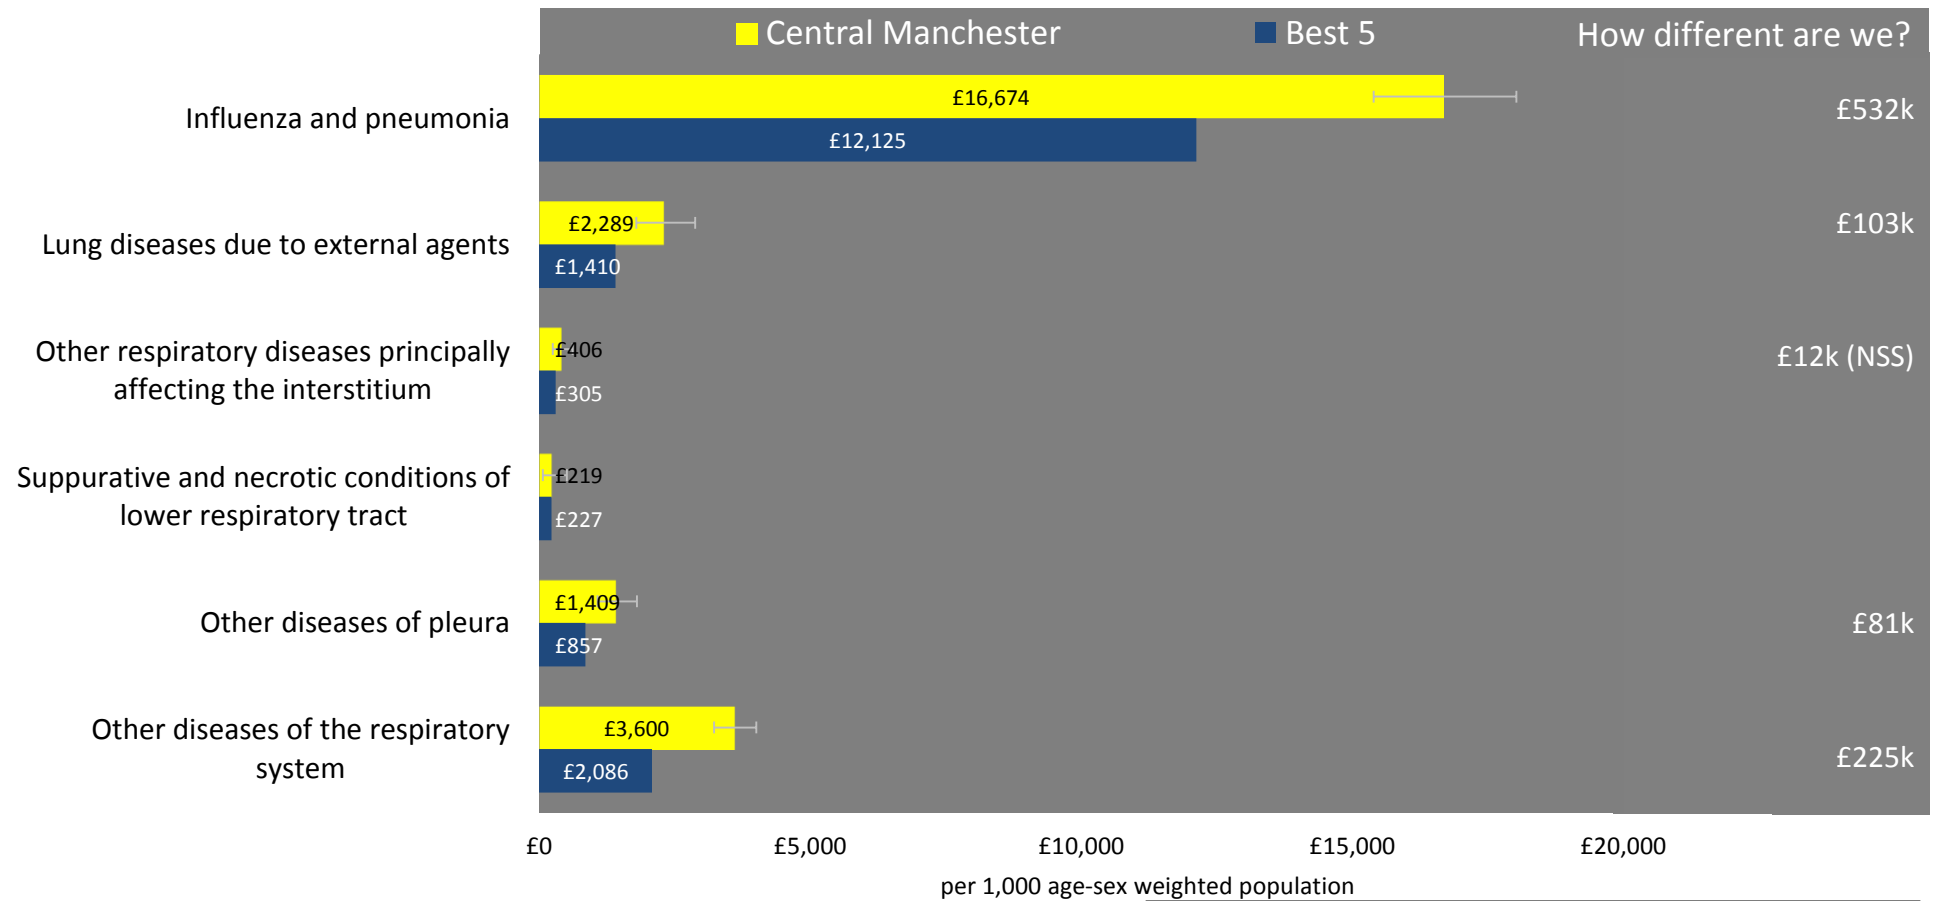 Central Manchester
Best 5
How different are we?
Influenza and pneumonia
£16,674
£12,125
£532k
Lung diseases due to external agents
£2,289
£1,410
£103k
Other respiratory diseases principally
affecting the interstitium
£406
£305
£12k (NSS)
Suppurative and necrotic conditions of
lower respiratory tract
£219
£227
Other diseases of pleura
£1,409
£857
£81k
Other diseases of the respiratory
system
£3,600
£2,086
£225k
£0
£5,000
£10,000
£15,000
£20,000
per 1,000 age-sex weighted population